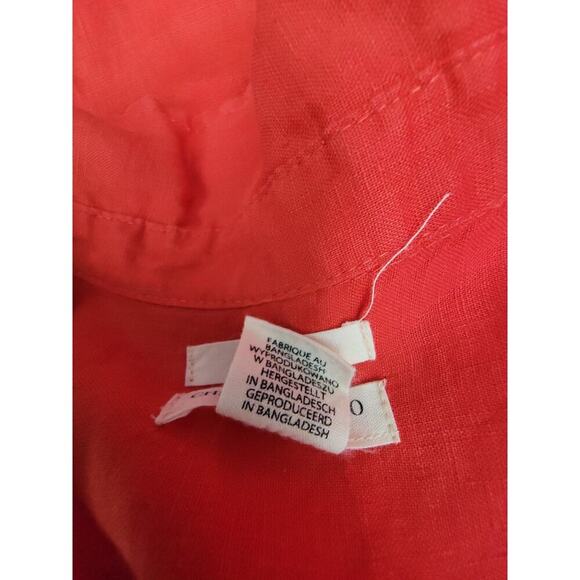 FABRIQUE AU
BANGLADESH
WYPRODUKOWANO
W BANGLADESZU
HERGESTELLT
IN BANGLADESCH
GEPRODUCEERD
IN BANGLADESH